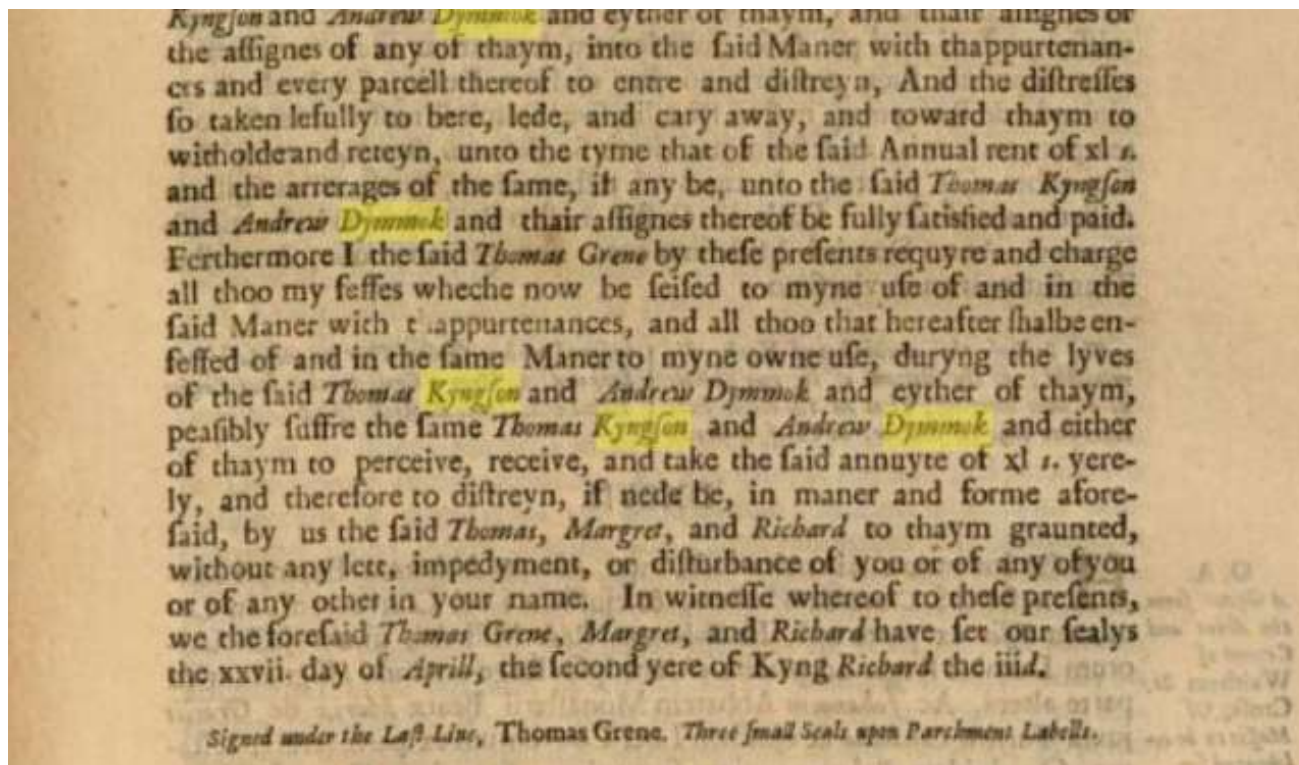 Kyngſon and Andrew Dymmok and eyther of thaym, and thair aſſignes or
the aſſignes of any of thaym, into the ſaid Maner with thappurtenan-
ces and every parcell thereof to entre and diſtreyn, And the diſtreſſes
ſo taken lefully to bere, lede, and cary away, and toward thaym to
witholde and reteyn, unto the tyme that of the ſaid Annual rent of xl s.
and the arrerages of the ſame, if any be, unto the ſaid Thomas Kyngſon
and Andrew Dymmok and thair aſſignes thereof be fully ſatisfied and paid.
Ferthermore I the ſaid Thomas Grene by theſe preſents requyre and charge
all thoo my feffes wheche now be ſeiſed to myne uſe of and in the
ſaid Maner with t appurtenances, and all thoo that hereafter ſhalbe en-
feffed of and in the ſame Maner to myne owne uſe, duryng the lyves
of the ſaid Thomas Kyngſon and Andrew Dymmok and eyther of thaym,
peaſibly ſuffre the ſame Thomas Kyngſon and Andrew Dymmok and either
of thaym to perceive, receive, and take the ſaid annuyte of xl s. yere-
ly, and therefore to diſtreyn, if nede be, in maner and forme afore-
ſaid, by us the ſaid Thomas, Margret, and Richard to thaym graunted,
without any lett, impedyment, or diſturbance of you or of any of you
or of any other in your name. In witneſſe whereof to theſe preſents,
we the foreſaid Thomas Grene, Margret, and Richard have ſet our ſealys
the xxvii. day of Aprill, the ſecond yere of Kyng Richard the iiid.
Signed under the Laſt Line, Thomas Grene. Three ſmall Seals upon Parchment Labells.